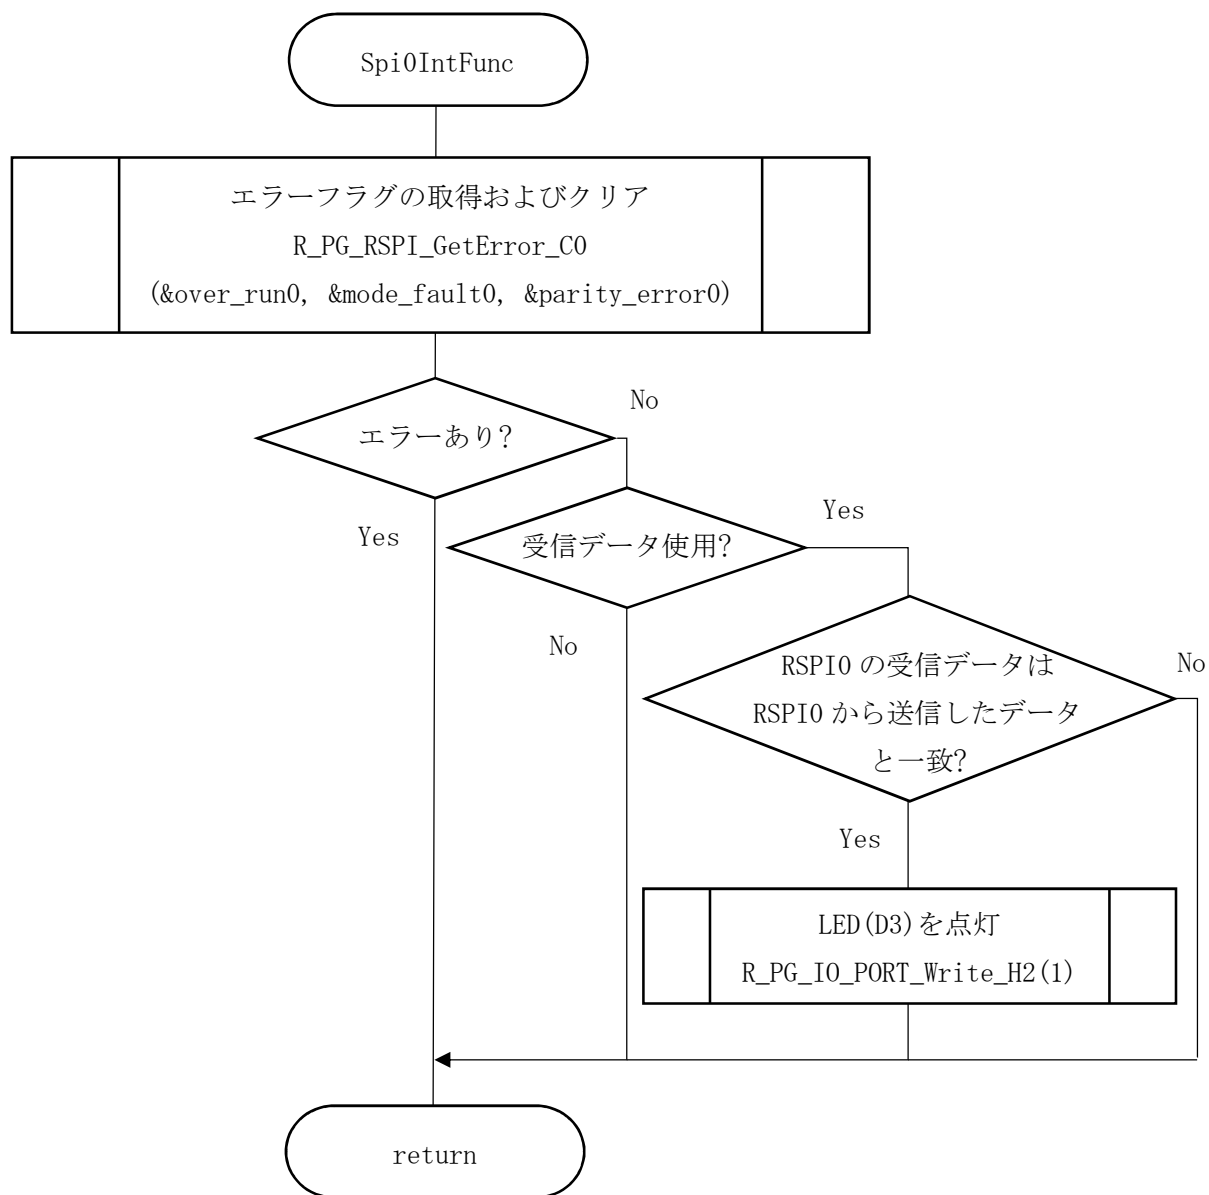 Spi0IntFunc
エラーフラグの取得およびクリア
R_PG_RSPI_GetError_C0
(&over_run0, &mode_fault0, &parity_error0)
No
エラーあり?
Yes
Yes
受信データ使用?
No
RSPI0 の受信データは
No
RSPI0 から送信したデータ
と一致?
Yes
LED(D3)を点灯
R_PG_IO_PORT_Write_H2(1)
return